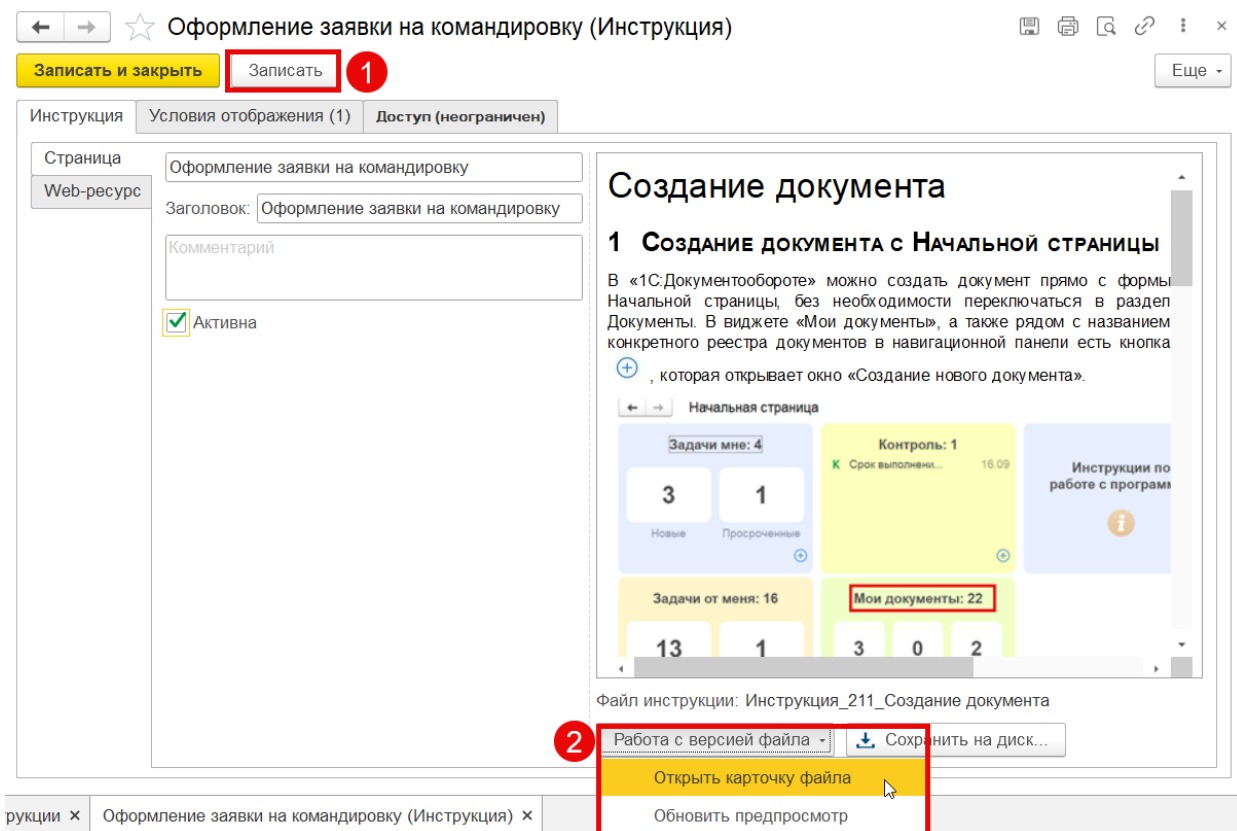 Оформление заявки на командировку (Инструкция)
Записать и закрыть
Записать
1
Еще
Инструкция
Условия отображения (1)
Доступ (неограничен)
Страница
Web-ресурс
Оформление заявки на командировку
Заголовок: Оформление заявки на командировку
Комментарий
Активна
Создание документа
1 Создание документа с Начальной страницы
В «1С:Документообороте» можно создать документ прямо с формы
Начальной страницы, без необходимости переключаться в раздел
Документы. В виджете «Мои документы», а также рядом с названием
конкретного реестра документов в навигационной панели есть кнопка
, которая открывает окно «Создание нового документа».
Начальная страница
Задачи мне: 4
3 1
Новые Просроченные
Контроль: 1
К Срок выполнени... 16.09
Инструкции по
работе с програм
Задачи от меня: 16
13 1
Мои документы: 22
3 0 2
Файл инструкции: Инструкция_211_Создание документа
2
Работа с версией файла
Сохранить на диск...
Открыть карточку файла
Обновить предпросмотр
рукции ×
Оформление заявки на командировку (Инструкция) ×